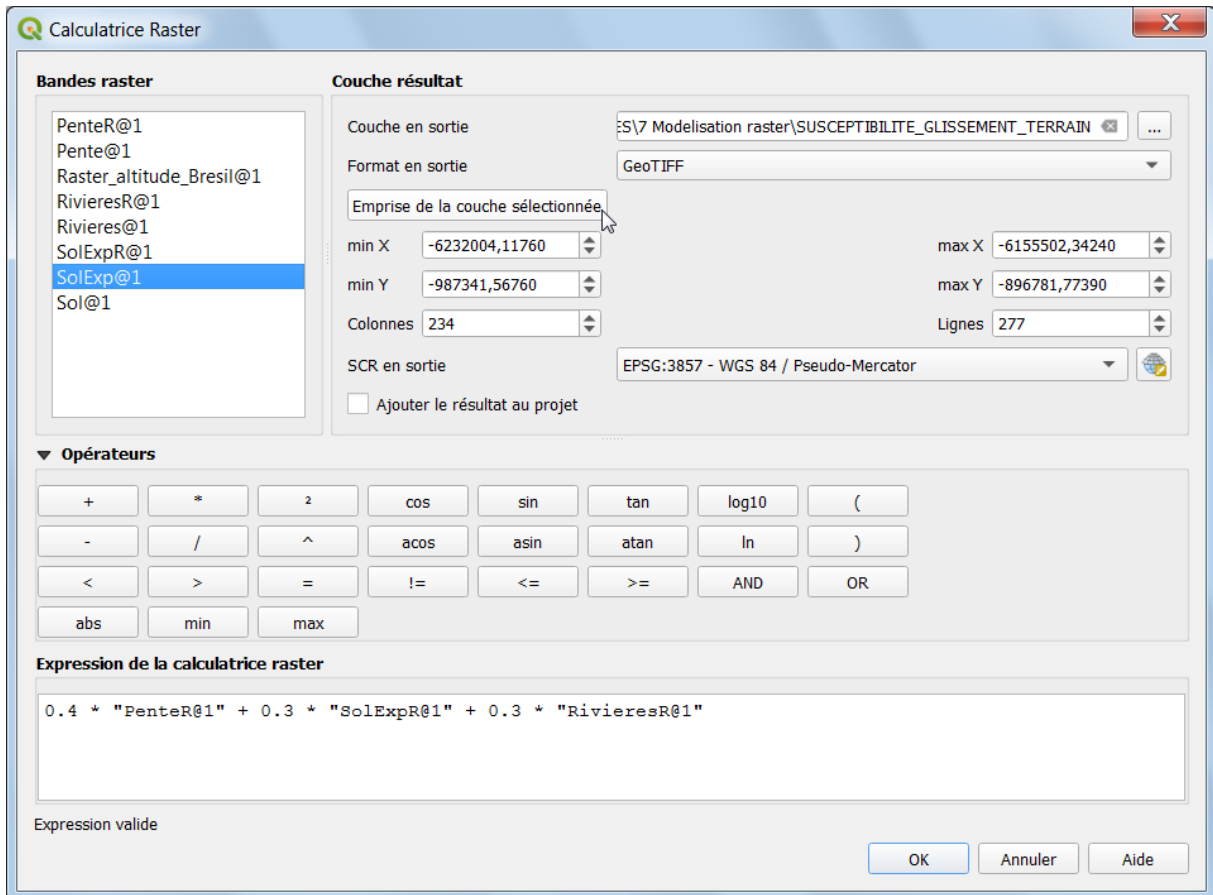 Calculatrice Raster
Bandes raster
PenteR@1
Pente@1
Raster_altitude_Bresil@1
RivieresR@1
Rivieres@1
SolExpR@1
SolExp@1
Sol@1
Couche résultat
Couche en sortie ES\7 Modelisation raster\SUSCEPTIBILITE_GLISSEMENT_TERRAIN ...
Format en sortie GeoTIFF
Emprise de la couche sélectionnée
min X -6232004,11760 max X -6155502,34240
min Y -987341,56760 max Y -896781,77390
Colonnes 234 Lignes 277
SCR en sortie EPSG:3857 - WGS 84 / Pseudo-Mercator
Ajouter le résultat au projet
Opérateurs
+ * ² cos sin tan log10 (
- / ^ acos asin atan ln )
< > = != <= >= AND OR
abs min max
Expression de la calculatrice raster
0.4 * "PenteR@1" + 0.3 * "SolExpR@1" + 0.3 * "RivieresR@1"
Expression valide
OK Annuler Aide